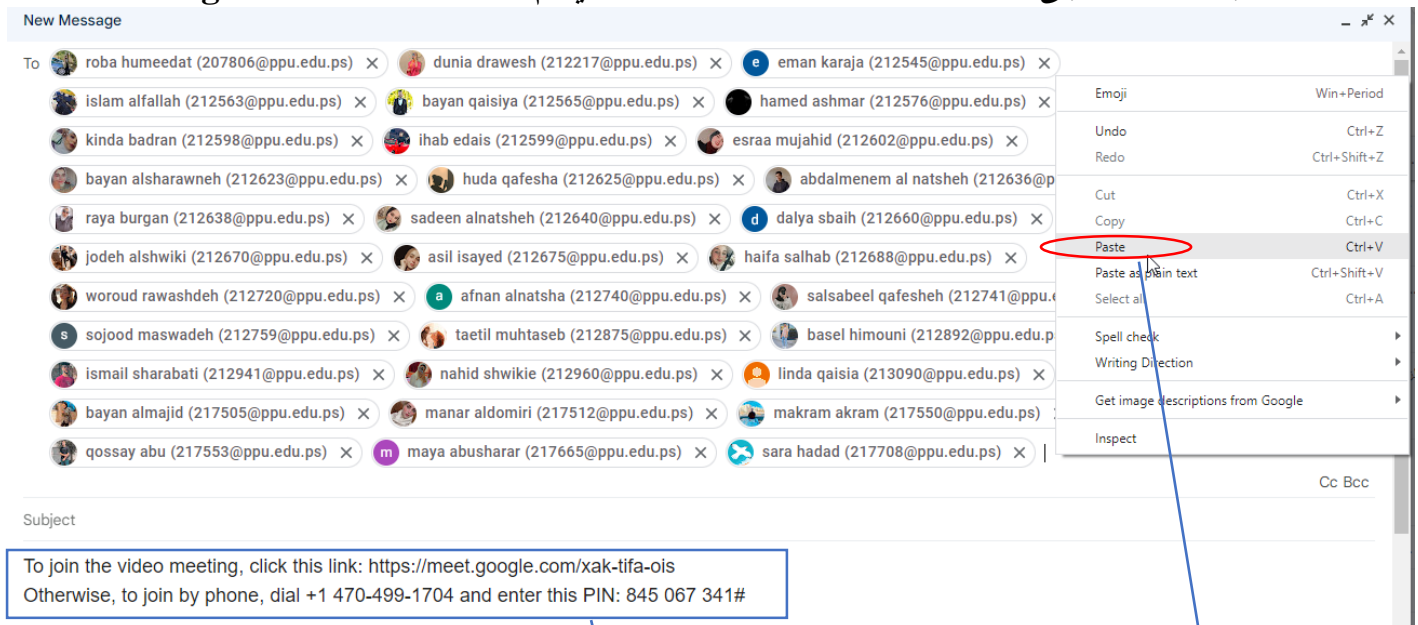 New Message
To roba humeedat (207806@ppu.edu.ps) dunia drawesh (212217@ppu.edu.ps) e eman karaja (212545@ppu.edu.ps)
islam alfallah (212563@ppu.edu.ps) bayan qaisiya (212565@ppu.edu.ps) hamed ashmar (212576@ppu.edu.ps)
kinda badran (212598@ppu.edu.ps) ihab edais (212599@ppu.edu.ps) esraa mujahid (212602@ppu.edu.ps)
bayan alsharawneh (212623@ppu.edu.ps) huda qafesha (212625@ppu.edu.ps) abdalmenem al natsheh (212636@p
raya burgan (212638@ppu.edu.ps) sadeen alnatsheh (212640@ppu.edu.ps) d dalya sbaih (212660@ppu.edu.ps)
jodeh alshwiki (212670@ppu.edu.ps) asil isayed (212675@ppu.edu.ps) haifa salhab (212688@ppu.edu.ps)
woroud rawashdeh (212720@ppu.edu.ps) a afnan alnatsha (212740@ppu.edu.ps) salsabeel qafesheh (212741@ppu.e
s sojood maswadeh (212759@ppu.edu.ps) taetil muhtaseb (212875@ppu.edu.ps) basel himouni (212892@ppu.edu.p
ismail sharabati (212941@ppu.edu.ps) nahid shwikie (212960@ppu.edu.ps) linda qaisia (213090@ppu.edu.ps)
bayan almajid (217505@ppu.edu.ps) manar aldomiri (217512@ppu.edu.ps) makram akram (217550@ppu.edu.ps)
qossay abu (217553@ppu.edu.ps) m maya abusharar (217665@ppu.edu.ps) sara hadad (217708@ppu.edu.ps)
Emoji Win+Period
Undo Ctrl+Z
Redo Ctrl+Shift+Z
Cut Ctrl+X
Copy Ctrl+C
Paste Ctrl+V
Paste as plain text Ctrl+Shift+V
Select all Ctrl+A
Spell check
Writing Direction
Get image descriptions from Google
Inspect
Cc Bcc
Subject
To join the video meeting, click this link: https://meet.google.com/xak-tifa-ois
Otherwise, to join by phone, dial +1 470-499-1704 and enter this PIN: 845 067 341#